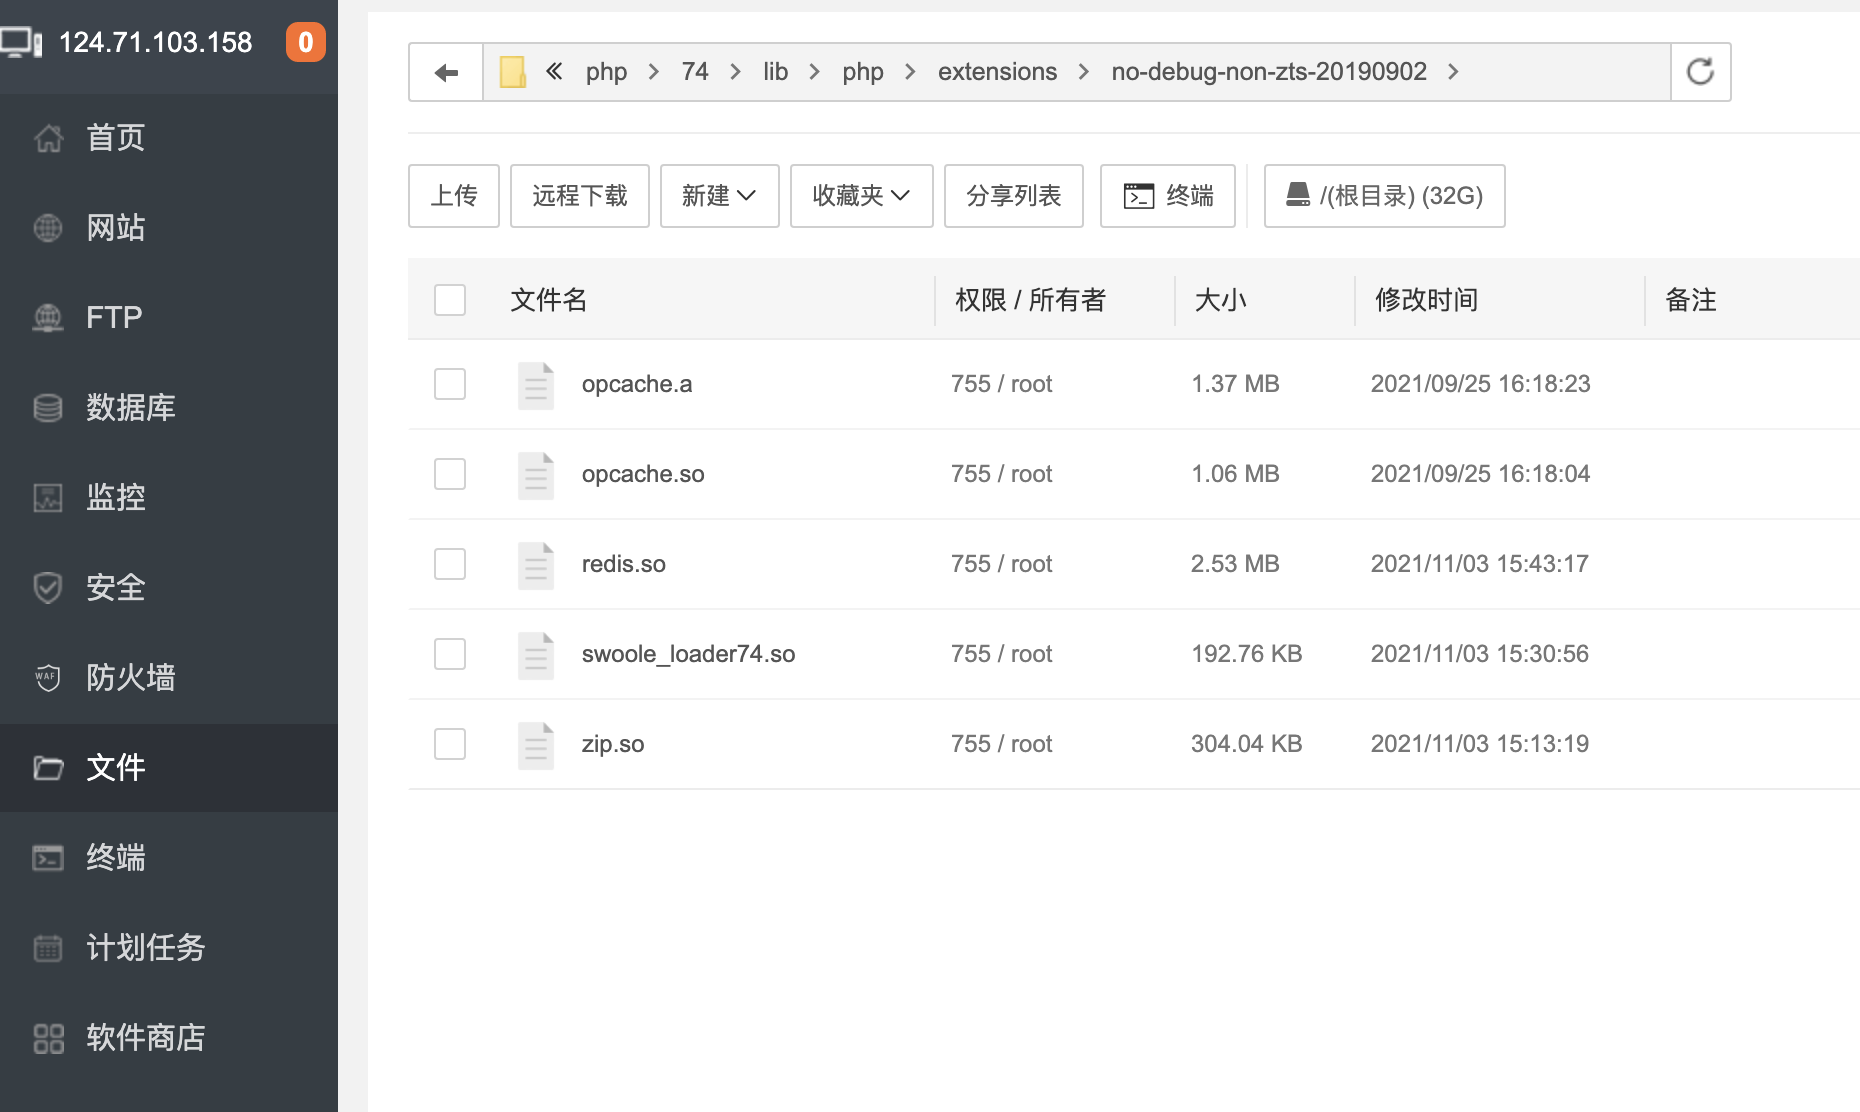 124.71.103.158 0
首页
网站
FTP
数据库
监控
安全
WAF 防火墙
文件
终端
计划任务
软件商店
« php > 74 > lib > php > extensions > no-debug-non-zts-20190902 >
上传 远程下载 新建 收藏夹 分享列表 终端 /(根目录) (32G)
文件名 权限 / 所有者 大小 修改时间 备注
opcache.a 755 / root 1.37 MB 2021/09/25 16:18:23
opcache.so 755 / root 1.06 MB 2021/09/25 16:18:04
redis.so 755 / root 2.53 MB 2021/11/03 15:43:17
swoole_loader74.so 755 / root 192.76 KB 2021/11/03 15:30:56
zip.so 755 / root 304.04 KB 2021/11/03 15:13:19